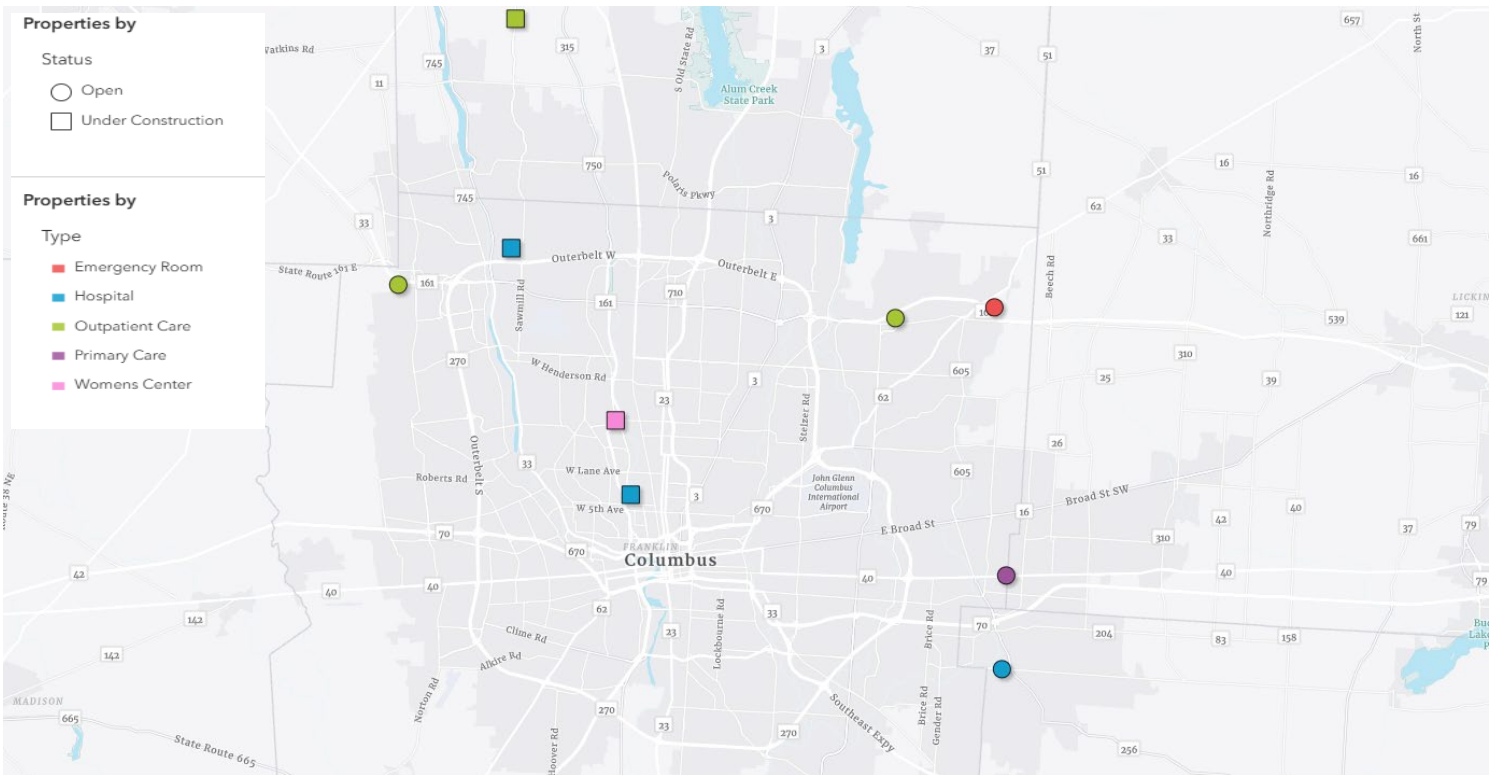 Properties by
Status
Open
Under Construction
Properties by
Type
Emergency Room
Hospital
Outpatient Care
Primary Care
Womens Center
657
North St
Watkins Rd
745
315
S Old State Rd
3
37
51
11
Alum Creek
State Park
750
16
51
16
Polaris Pkwy
745
Northridge Rd
62
33
3
33
661
Outerbelt W
State Route 161 E
Outerbelt E
Beech Rd
161
710
LICKIN
Sawmill Rd
161
121
539
270
310
W Henderson Rd
605
3
25
39
23
62
Stelzer Rd
26
Outerbelt S
33
W Lane Ave
605
Roberts Rd
John Glenn
Columbus
International
Airport
3
Broad St SW
W 5th Ave
670
16
40
42
E Broad St
37
79
70
310
670
FRANKLIN
Columbus
42
40
40
40
40
79
62
33
142
Lockbourne Rd
Brice Rd
70
204
83
158
Clime Rd
23
142
Alkire Rd
Norton Rd
MADISON
Brice Rd
Gender Rd
665
270
23
270
Southeast Expy
Hoover Rd
256
State Route 665